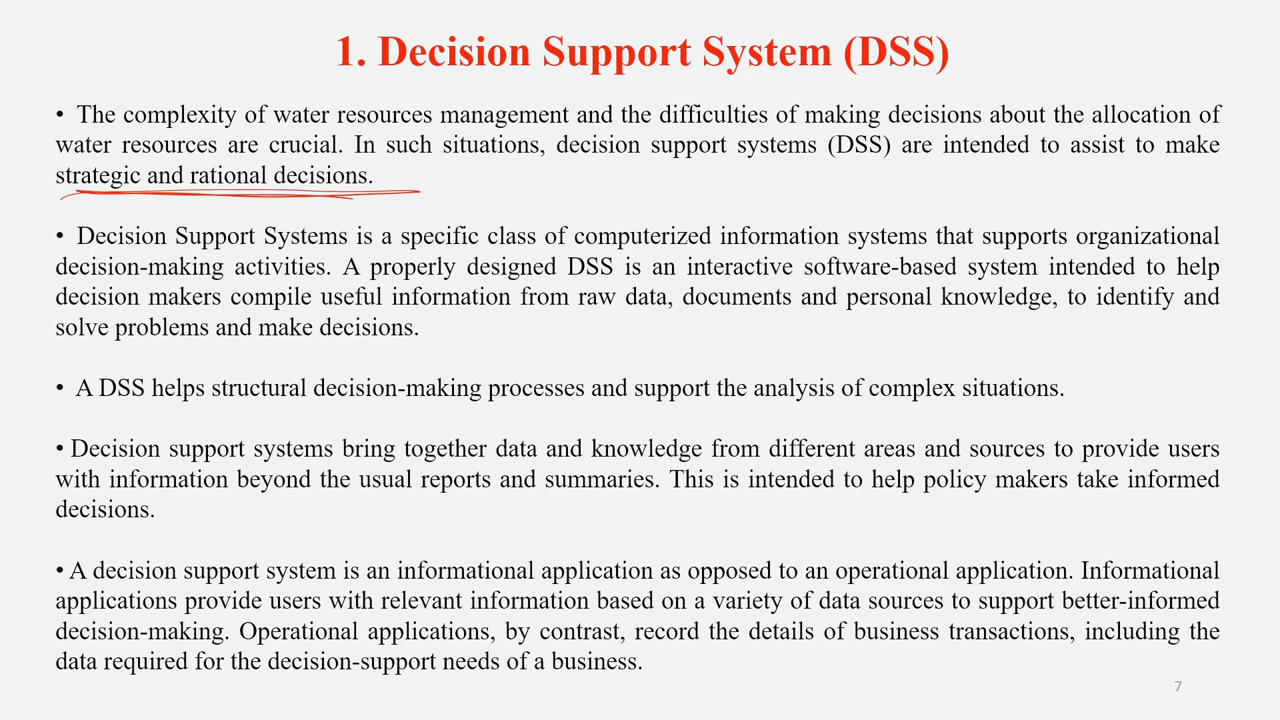 1. Decision Support System (DSS)
• The complexity of water resources management and the difficulties of making decisions about the allocation of
water resources are crucial. In such situations, decision support systems (DSS) are intended to assist to make
strategic and rational decisions.
• Decision Support Systems is a specific class of computerized information systems that supports organizational
decision-making activities. A properly designed DSS is an interactive software-based system intended to help
decision makers compile useful information from raw data, documents and personal knowledge, to identify and
solve problems and make decisions.
• A DSS helps structural decision-making processes and support the analysis of complex situations.
• Decision support systems bring together data and knowledge from different areas and sources to provide users
with information beyond the usual reports and summaries. This is intended to help policy makers take informed
decisions.
• A decision support system is an informational application as opposed to an operational application. Informational
applications provide users with relevant information based on a variety of data sources to support better-informed
decision-making. Operational applications, by contrast, record the details of business transactions, including the
data required for the decision-support needs of a business.
7